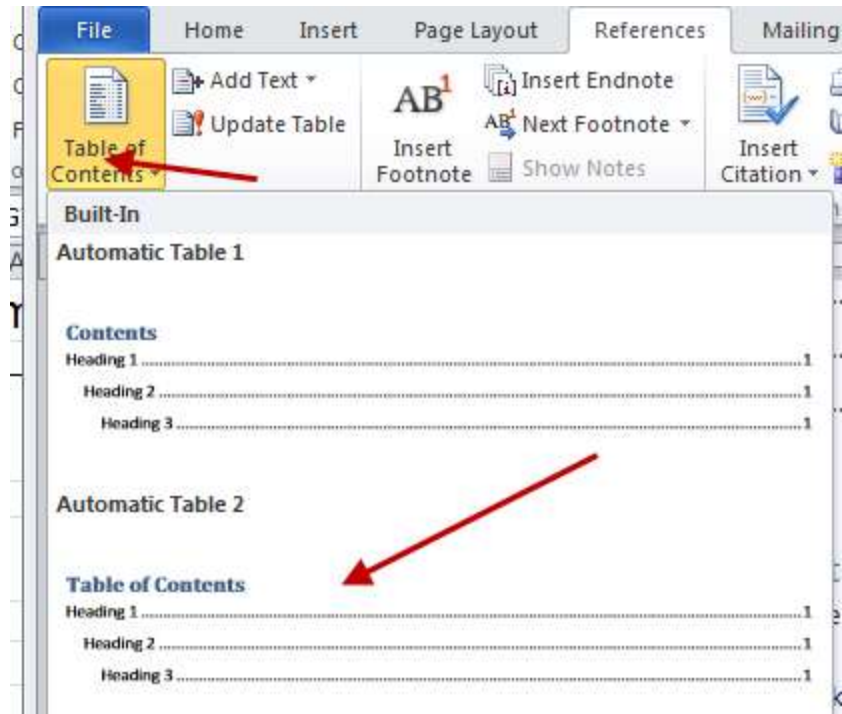 File Home Insert Page Layout References Mailing
Add Text Insert Endnote
AB1
Update Table AB1 Next Footnote
Table of Contents Insert Footnote Show Notes Insert Citation
Built-In
Automatic Table 1
Contents
Heading 1 ... 1
Heading 2 ... 1
Heading 3 ... 1
Automatic Table 2
Table of Contents
Heading 1 ... 1
Heading 2 ... 1
Heading 3 ... 1